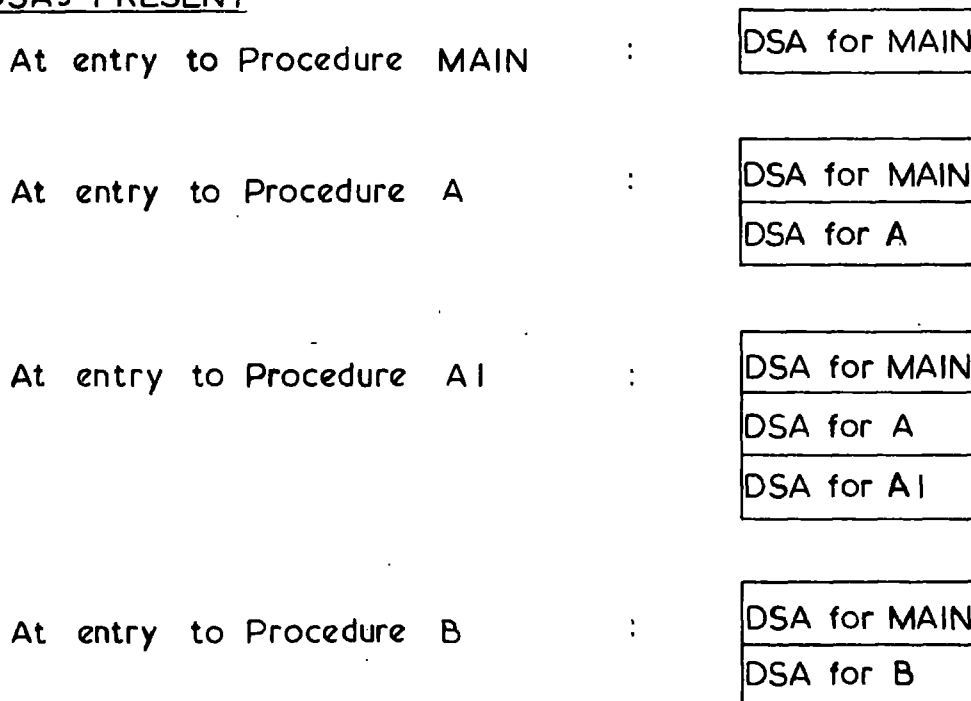 DSAs PRESENT
At entry to Procedure MAIN : DSA for MAIN
At entry to Procedure A : DSA for MAIN
DSA for A
At entry to Procedure A1 : DSA for MAIN
DSA for A
DSA for A1
At entry to Procedure B : DSA for MAIN
DSA for B